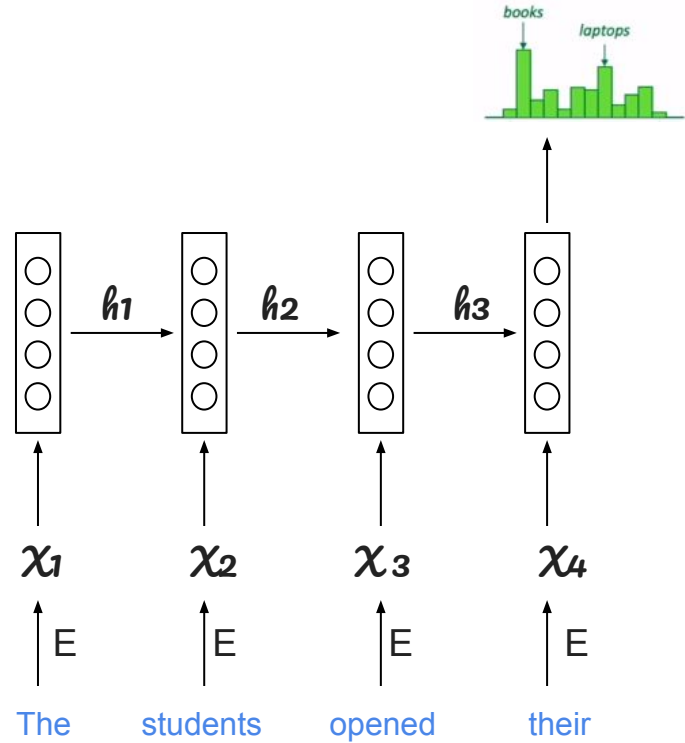 books
laptops
h1 h2 h3
x1 x2 x3 x4
E E E E
The students opened their